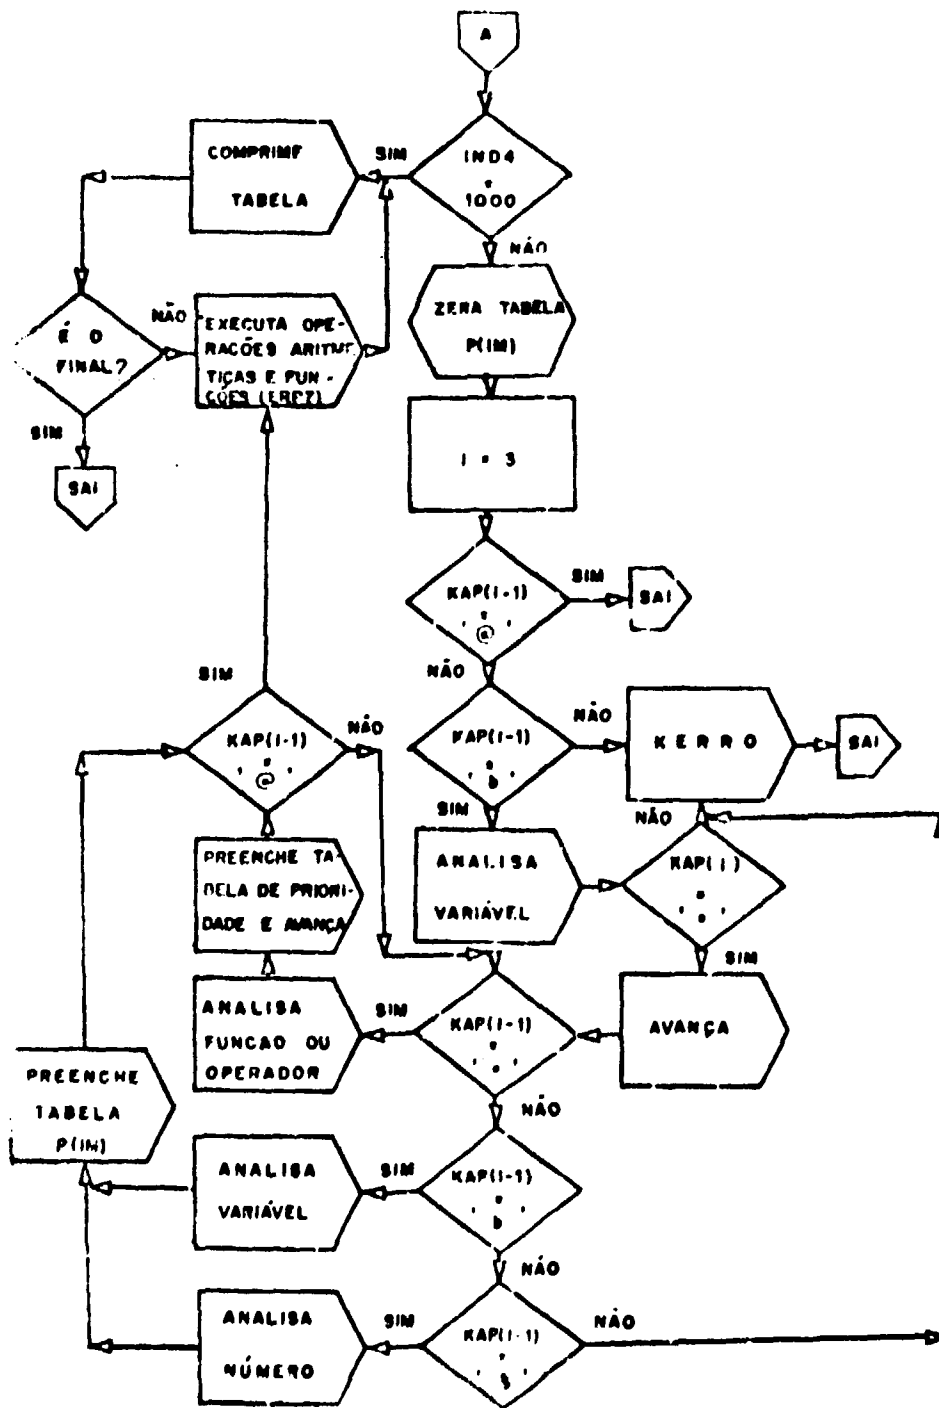 A
IND4
=
1000
SIM
COMPRIME
TABELA
NÃO
ZERA TABELA
P(IM)
É O
FINAL?
NÃO
EXECUTA OPE-
RAÇÕES ARITMÉ
TICAS E FUN-
ÇÕES
SIM
SAI
I = 3
KAP(I-1)
=
' @ '
SIM
SAI
NÃO
KAP(I-1)
=
' b '
NÃO
KERRO
SAI
SIM
ANALISA
VARIÁVEL
KAP(I)
=
NÃO
SIM
AVANÇA
SIM
KAP(I-1)
=
' @ '
NÃO
PREENCHE TA-
BELA DE PRIORI-
DADE E AVANÇA
ANALISA
FUNCAO OU
OPERADOR
SIM
KAP(I-1)
=
NÃO
PREENCHE
TABELA
P(IM)
ANALISA
VARIÁVEL
SIM
KAP(I-1)
=
' b '
NÃO
ANALISA
NÚMERO
SIM
KAP(I-1)
=
NÃO